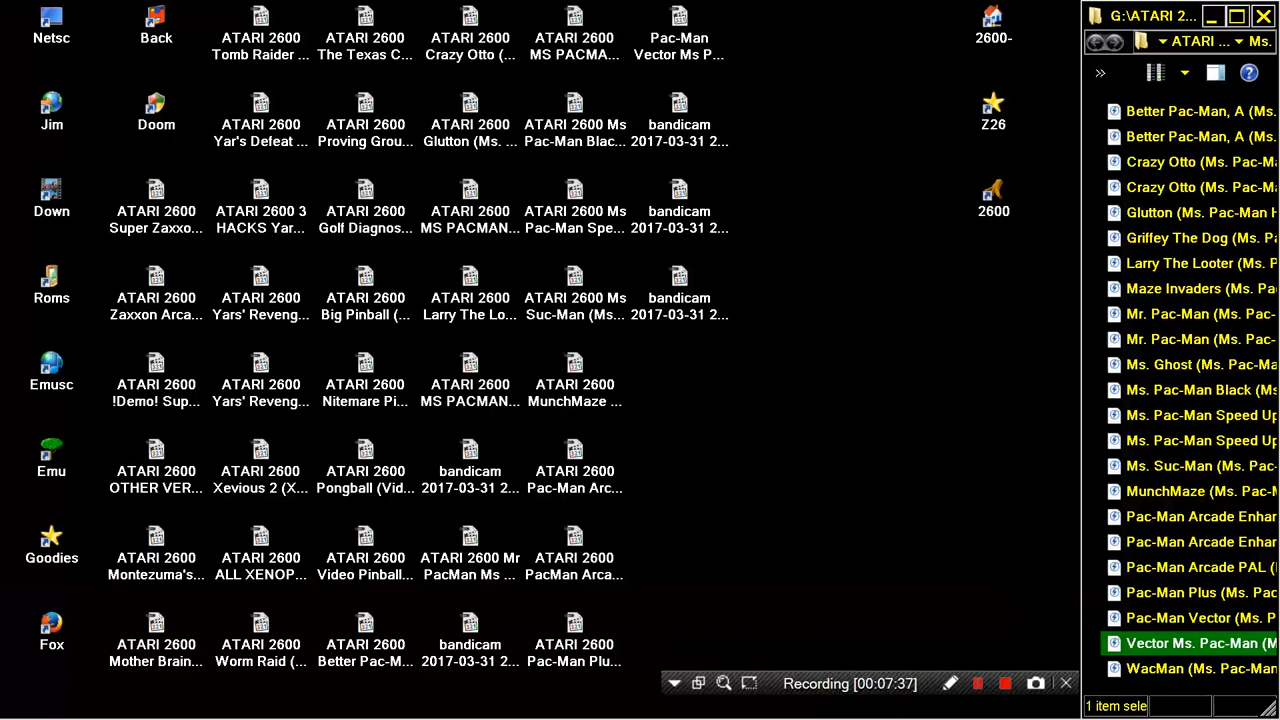 Netsc
Back
ATARI 2600
Tomb Raider ...
ATARI 2600
The Texas C...
ATARI 2600
Crazy Otto (...
ATARI 2600
MS PACMA...
Pac-Man
Vector Ms P...
2600-
Jim
Doom
ATARI 2600
Yar's Defeat ...
ATARI 2600
Proving Grou...
ATARI 2600
Glutton (Ms. ...
ATARI 2600 Ms
Pac-Man Blac...
bandicam
2017-03-31 2...
Z26
Down
ATARI 2600
Super Zaxxo...
ATARI 2600 3
HACKS Yar...
ATARI 2600
Golf Diagnos...
ATARI 2600
MS PACMAN...
ATARI 2600 Ms
Pac-Man Spe...
bandicam
2017-03-31 2...
2600
Roms
ATARI 2600
Zaxxon Arca...
ATARI 2600
Yars' Reveng...
ATARI 2600
Big Pinball (...
ATARI 2600
Larry The Lo...
ATARI 2600 Ms
Suc-Man (Ms...
bandicam
2017-03-31 2...
Emusc
ATARI 2600
!Demo! Sup...
ATARI 2600
Yars' Reveng...
ATARI 2600
Nitemare Pi...
ATARI 2600
MS PACMAN...
ATARI 2600
MunchMaze ...
Emu
ATARI 2600
OTHER VER...
ATARI 2600
Xevious 2 (X...
ATARI 2600
Pongball (Vid...
bandicam
2017-03-31 2...
ATARI 2600
Pac-Man Arc...
Goodies
ATARI 2600
Montezuma's...
ATARI 2600
ALL XENOP...
ATARI 2600
Video Pinball...
ATARI 2600 Mr
PacMan Ms ...
ATARI 2600
PacMan Arca...
Fox
ATARI 2600
Mother Brain...
ATARI 2600
Worm Raid (...
ATARI 2600
Better Pac-M...
bandicam
2017-03-31 2...
ATARI 2600
Pac-Man Plu...
Recording [00:07:37]
G:\ATARI 2...
ATARI ... Ms.
»
Better Pac-Man, A (Ms.
Better Pac-Man, A (Ms.
Crazy Otto (Ms. Pac-Ma
Crazy Otto (Ms. Pac-Ma
Glutton (Ms. Pac-Man H
Griffey The Dog (Ms. Pa
Larry The Looter (Ms. P
Maze Invaders (Ms. Pac
Mr. Pac-Man (Ms. Pac-
Mr. Pac-Man (Ms. Pac-
Ms. Ghost (Ms. Pac-Ma
Ms. Pac-Man Black (Ms
Ms. Pac-Man Speed Up
Ms. Pac-Man Speed Up
Ms. Suc-Man (Ms. Pac-
MunchMaze (Ms. Pac-M
Pac-Man Arcade Enhar
Pac-Man Arcade Enhar
Pac-Man Arcade PAL (
Pac-Man Plus (Ms. Pac
Pac-Man Vector (Ms. P
Vector Ms. Pac-Man (M
WacMan (Ms. Pac-Man
1 item sele